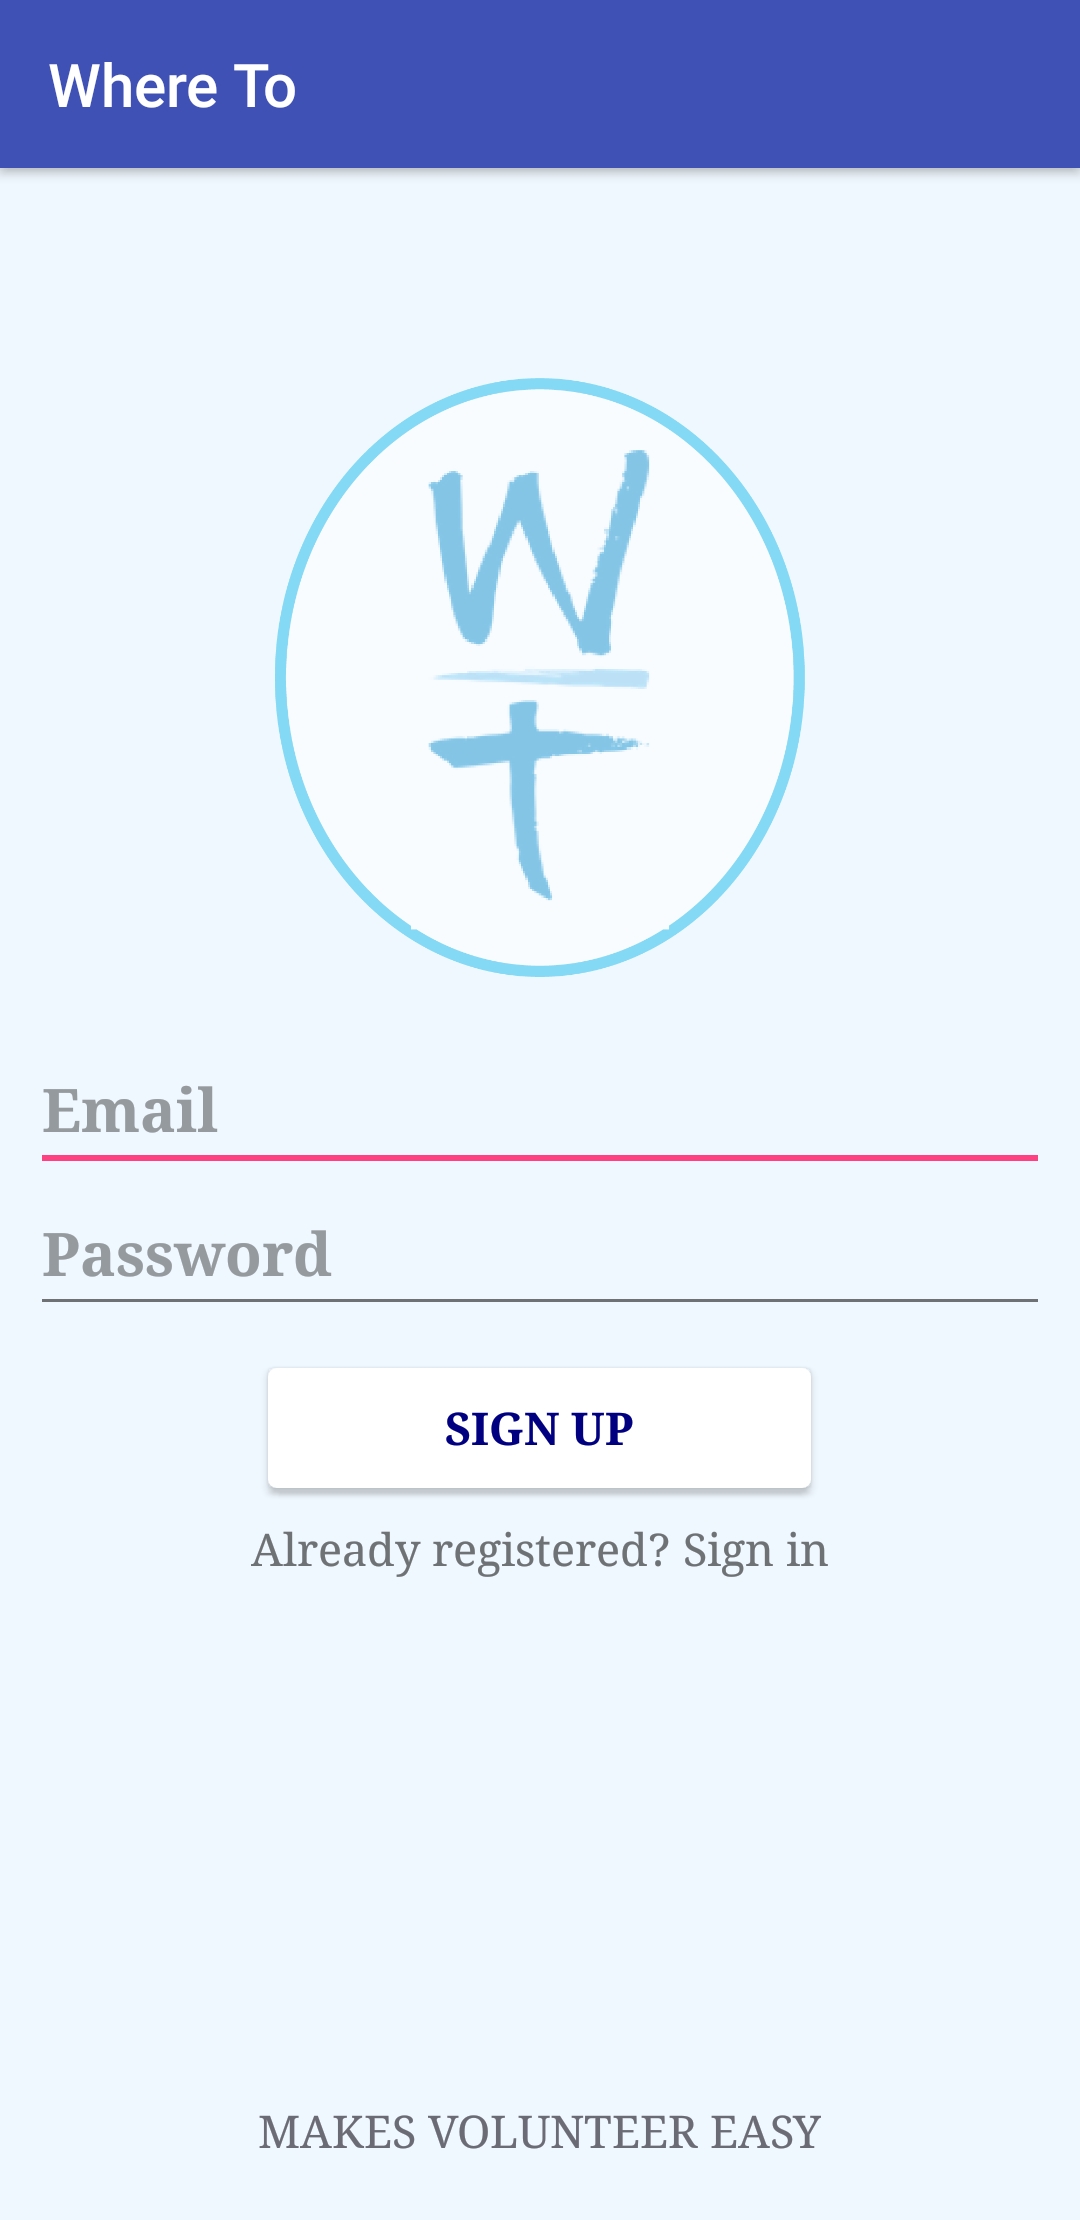 Where To
W
T
Email
Password
SIGN UP
Already registered? Sign in
MAKES VOLUNTEER EASY